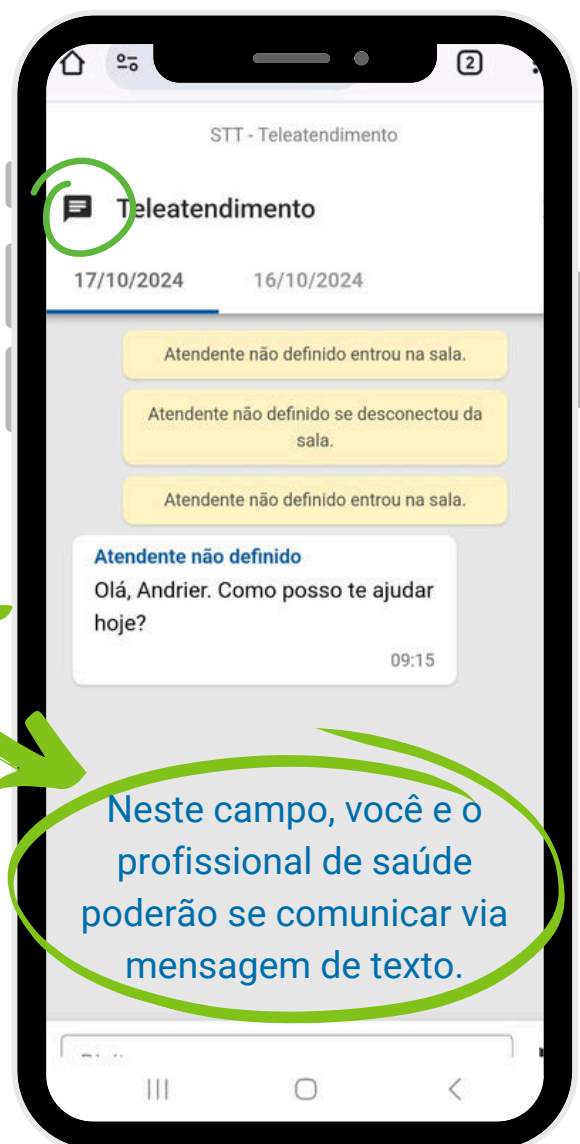 2
STT - Teleatendimento
Teleatendimento
17/10/2024 16/10/2024
Atendente não definido entrou na sala.
Atendente não definido se desconectou da
sala.
Atendente não definido entrou na sala.
Atendente não definido
Olá, Andrier. Como posso te ajudar
hoje?
09:15
Neste campo, você e o
profissional de saúde
poderão se comunicar via
mensagem de texto.